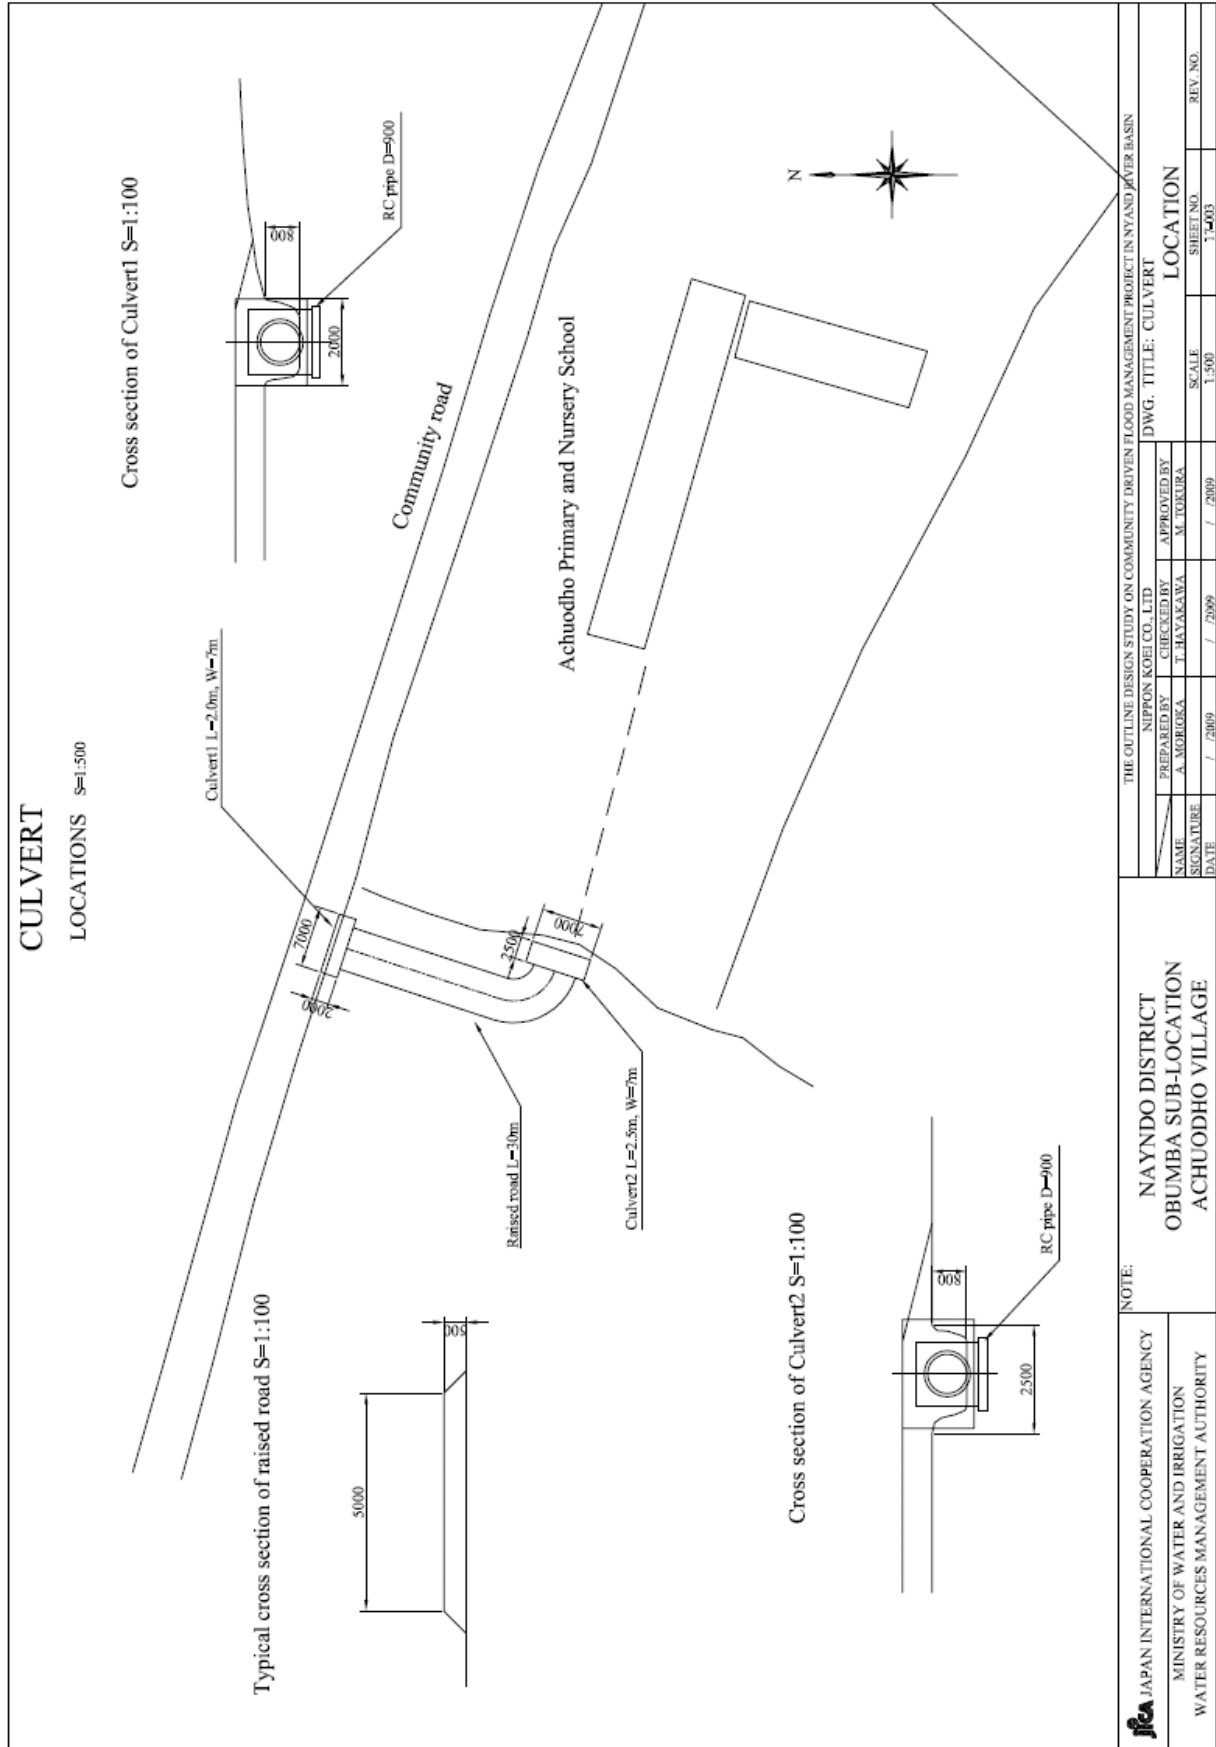 CULVERT
LOCATIONS S=1:500
Cross section of Culvert1 S=1:100
800
2000
RC pipe D=900
Culvert1 L=2.0m, W=7m
Community road
7000
2000
2500
7000
Achuodho Primary and Nursery School
N
Raised road L=30m
Culvert2 L=2.5m, W=7m
Typical cross section of raised road S=1:100
5000
500
Cross section of Culvert2 S=1:100
800
2500
RC pipe D=900
jica JAPAN INTERNATIONAL COOPERATION AGENCY
MINISTRY OF WATER AND IRRIGATION
WATER RESOURCES MANAGEMENT AUTHORITY
NOTE:
NAYNDO DISTRICT
OBUMBA SUB-LOCATION
ACHUODHO VILLAGE
THE OUTLINE DESIGN STUDY ON COMMUNITY DRIVEN FLOOD MANAGEMENT PROJECT IN NYAND RIVER BASIN
NIPPON KOEI CO., LTD
PREPARED BY CHECKED BY APPROVED BY
NAME A. MORIOKA T. HAYAKAWA M. TOKURA
SIGNATURE
DATE / /2009 / /2009 / /2009
DWG. TITLE: CULVERT
LOCATION
SCALE SHEET NO. REV. NO.
1:500 17-003